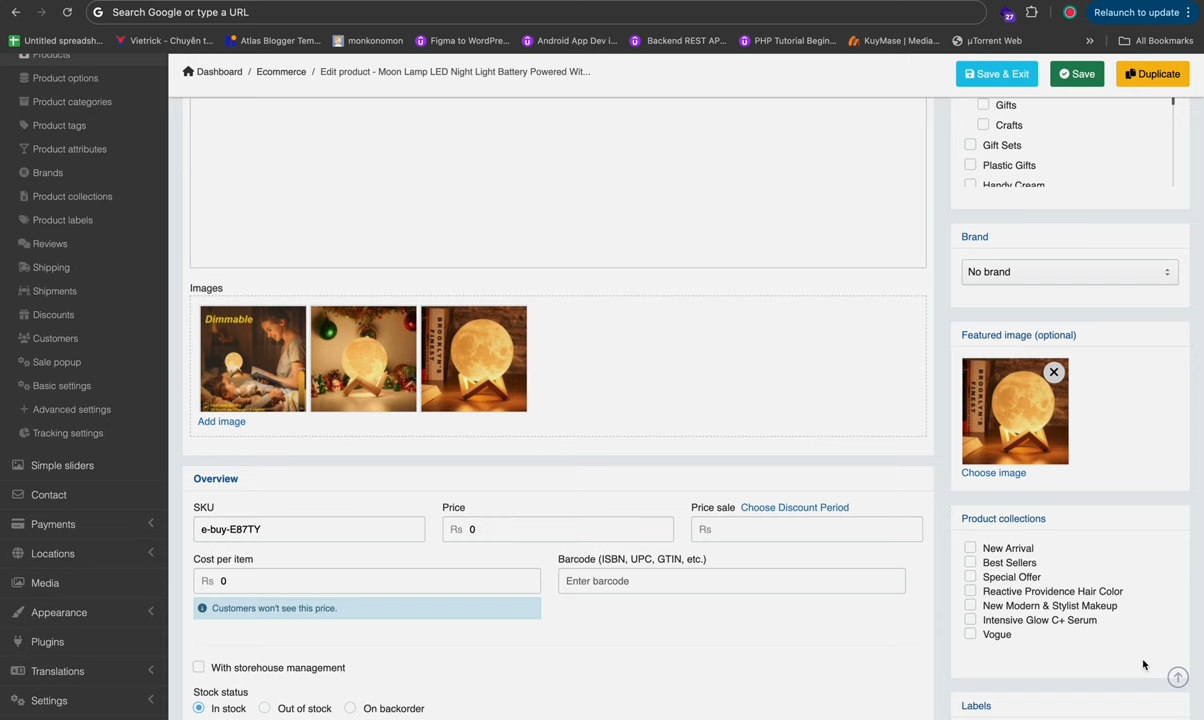 Search Google or type a URL
27
Relaunch to update
Untitled spreadsh...
Vietrick - Chuyên t...
Atlas Blogger Tem...
monkonomon
Figma to WordPre...
Android App Dev i...
Backend REST AP...
PHP Tutorial Begin...
KuyMase | Media...
µTorrent Web
»
All Bookmarks
Products
Product options
Product categories
Product tags
Product attributes
Brands
Product collections
Product labels
Reviews
Shipping
Shipments
Discounts
Customers
Sale popup
Basic settings
Advanced settings
Tracking settings
Simple sliders
Contact
Payments
Locations
Media
Appearance
Plugins
Translations
Settings
Dashboard / Ecommerce / Edit product - Moon Lamp LED Night Light Battery Powered Wit...
Save & Exit
Save
Duplicate
Images
Dimmable
BROOKLYN'S FINEST
Add image
Overview
SKU
e-buy-E87TY
Price
Rs 0
Price sale Choose Discount Period
Rs
Cost per item
Rs 0
Customers won't see this price.
Barcode (ISBN, UPC, GTIN, etc.)
Enter barcode
With storehouse management
Stock status
In stock
Out of stock
On backorder
Gifts
Crafts
Gift Sets
Plastic Gifts
Handy Cream
Brand
No brand
Featured image (optional)
BROOKLYN'S FINEST
Choose image
Product collections
New Arrival
Best Sellers
Special Offer
Reactive Providence Hair Color
New Modern & Stylist Makeup
Intensive Glow C+ Serum
Vogue
Labels